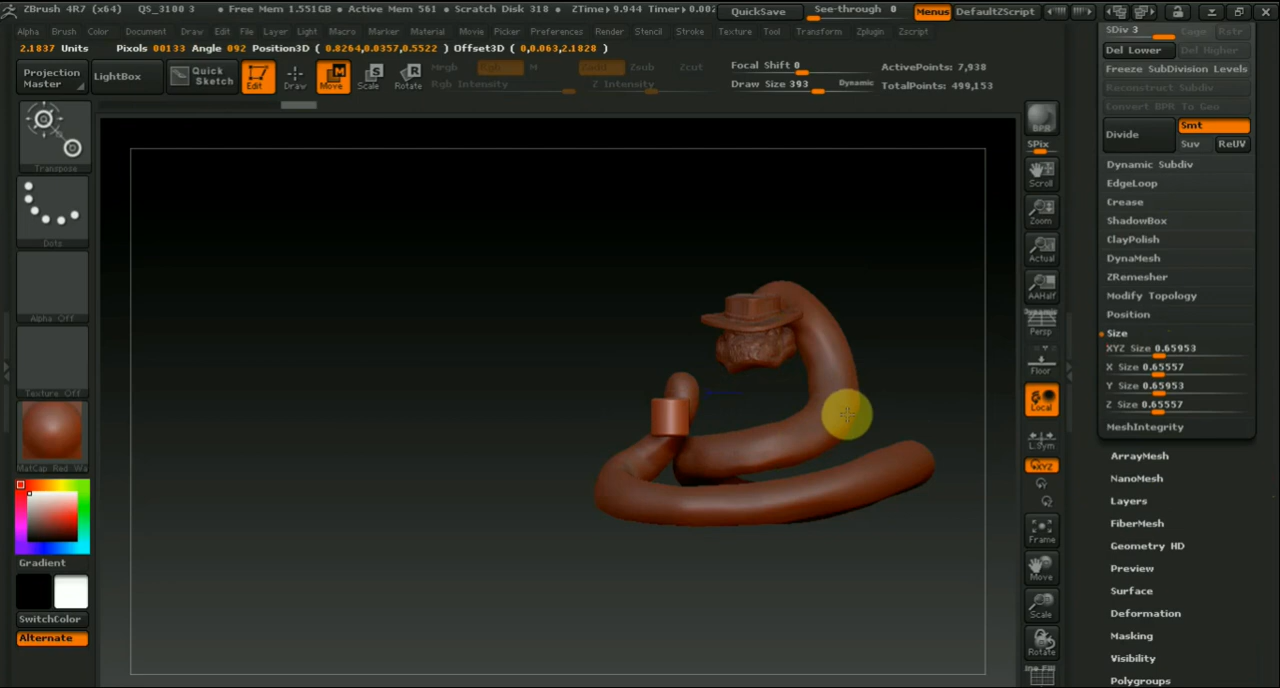 ZBrush 4R7 (x64) QS_3100 3 • Free Mem 1.551GB • Active Mem 561 • Scratch Disk 318 • ZTime▸9.944 Timer▸0.002 QuickSave See-through 0 Menus DefaultZScript
Alpha Brush Color Document Draw Edit File Layer Light Macro Marker Material Movie Picker Preferences Render Stencil Stroke Texture Tool Transform Zplugin Zscript
2.1837 Units Pixols 00133 Angle 092 Position3D ( 0.8264,0.0357,0.5522 ) Offset3D ( 0,0.063,2.1828 )
Projection Master
LightBox
Quick Sketch
Edit
Draw
Move
Scale
Rotate
Mrgb Rgb M
Rgb Intensity
Zadd Zsub Zcut
Z Intensity
Focal Shift 0
Draw Size 393 Dynamic
ActivePoints: 7,938
TotalPoints: 499,153
Transpose
Dots
Alpha Off
Texture Off
MatCap Red Wa
Gradient
SwitchColor
Alternate
BPR
SPix
Scroll
Zoom
Actual
AAHalf
Dynamic
Persp
Floor
Local
L.Sym
XYZ
Y
Z
Frame
Move
Scale
Rotate
Line Fill
SDiv 3 Cage Rstr
Del Lower Del Higher
Freeze SubDivision Levels
Reconstruct Subdiv
Convert BPR To Geo
Divide
Smt
Suv ReUV
Dynamic Subdiv
EdgeLoop
Crease
ShadowBox
ClayPolish
DynaMesh
ZRemesher
Modify Topology
Position
Size
XYZ Size 0.65953
X Size 0.65557
Y Size 0.65953
Z Size 0.65557
MeshIntegrity
ArrayMesh
NanoMesh
Layers
FiberMesh
Geometry HD
Preview
Surface
Deformation
Masking
Visibility
Polygroups